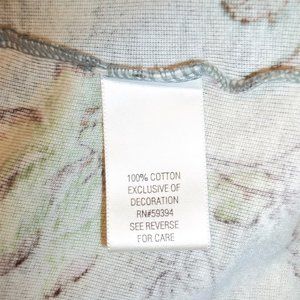 100% COTTON
EXCLUSIVE OF
DECORATION
RN#59394
SEE REVERSE
FOR CARE